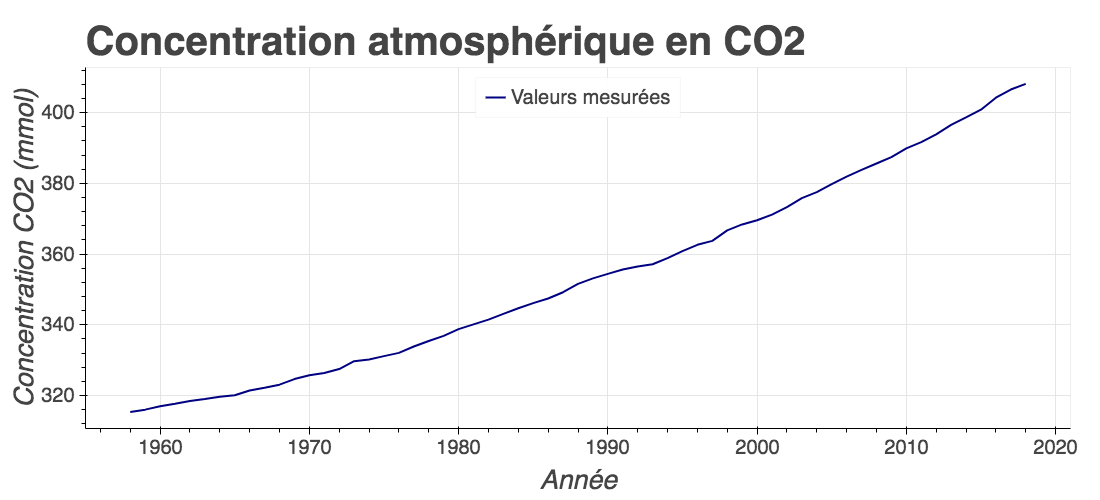 Concentration atmosphérique en CO2
Valeurs mesurées
Concentration CO2 (mmol)
400
380
360
340
320
1960 1970 1980 1990 2000 2010 2020
Année